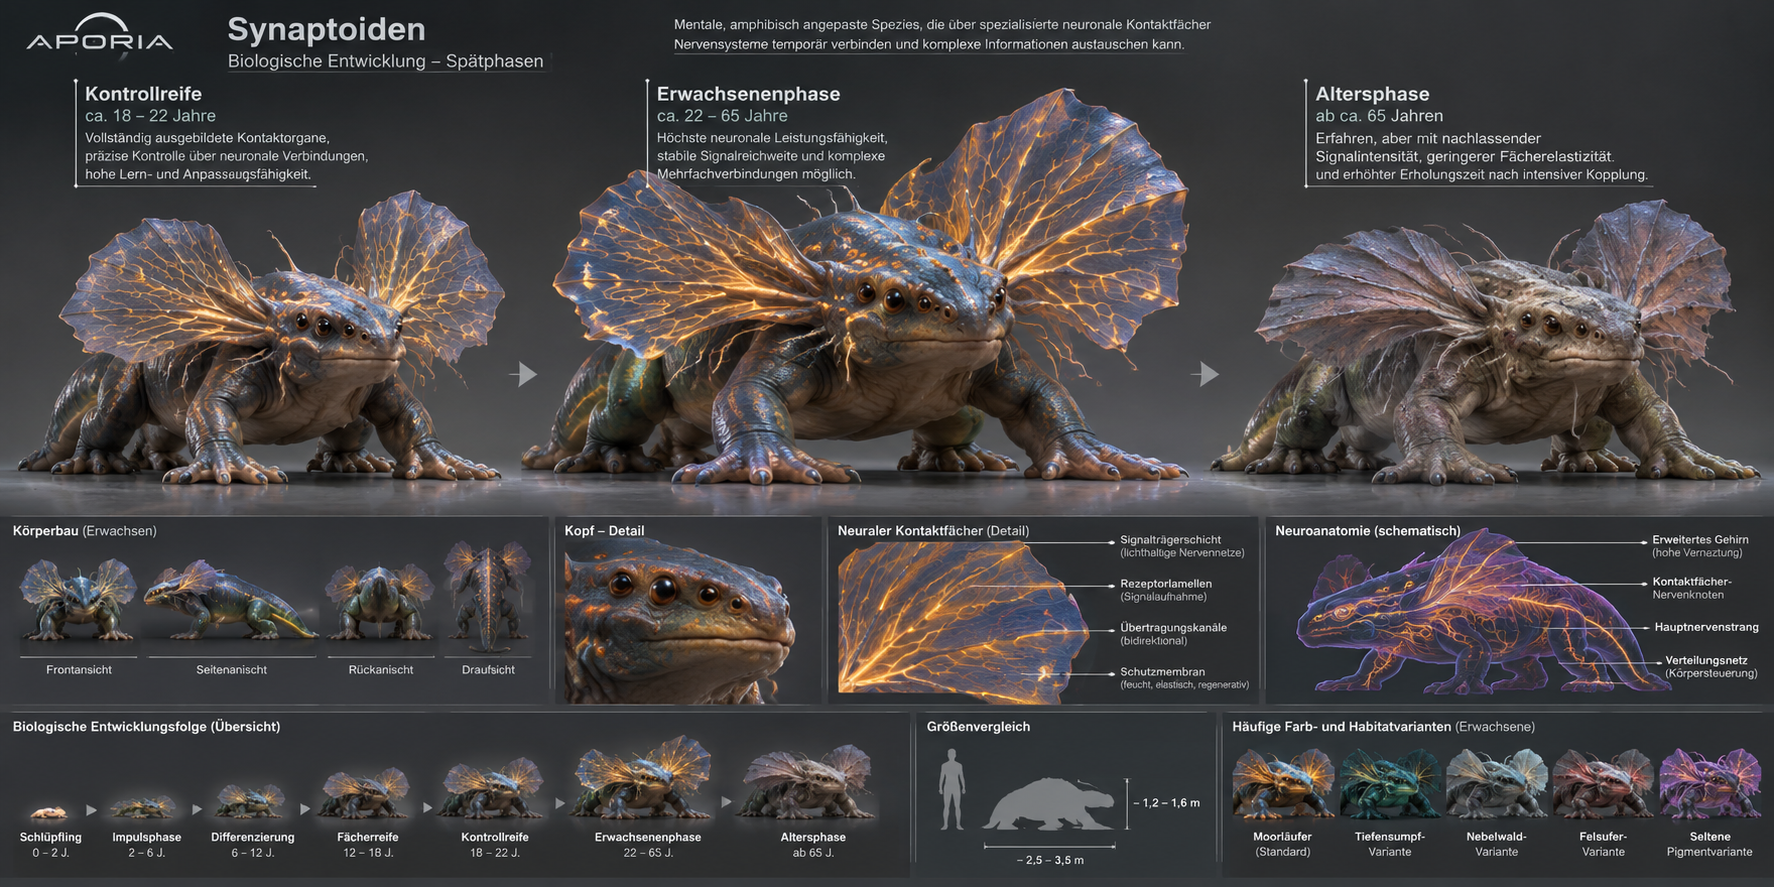 APORIA
Synaptoiden
Biologische Entwicklung – Spätphasen
Mentale, amphibisch angepaste Spezies, die über spezialisierte neuronale Kontaktfächer
Nervensysteme temporär verbinden und komplexe Informationen austauschen kann.
Kontrollreife
ca. 18 – 22 Jahre
Vollständig ausgebildete Kontaktorgane,
präzise Kontrolle über neuronale Verbindungen,
hohe Lern- und Anpassaugsfähigkeit.
Erwachsenenphase
ca. 22 – 65 Jahre
Höchste neuronale Leistungsfähigkeit,
stabile Signalreichweite und komplexe
Mehrfachverbindungen möglich.
Altersphase
ab ca. 65 Jahren
Erfahren, aber mit nachlassender
Signalintensität, geringerer Fächerelastizität.
und erhöhter Erholungszeit nach intensiver Kopplung.
Körperbau (Erwachsen)
Frontansicht
Seitenanischt
Rückanischt
Draufsicht
Kopf – Detail
Neuraler Kontaktfächer (Detail)
Signalträgerschicht
(lichthaltige Nervennetze)
Rezeptorlamellen
(Signalaufnahme)
Übertragungskanäle
(bidirektional)
Schutzmembran
(feucht, elastisch, regenerativ)
Neuroanatomie (schematisch)
Erweitertes Gehirn
(hohe Vernaztung)
Kontaktfächer-
Nervenknoten
Hauptnervenstrang
Verteilungsnetz
(Körpersteuerung)
Biologische Entwicklungsfolge (Übersicht)
Schlüpfling
0 – 2 J.
Impulsphase
2 – 6 J.
Differenzierung
6 – 12 J.
Fächerreife
12 – 18 J.
Kontrollreife
18 – 22 J.
Erwachsenenphase
22 – 65 J.
Altersphase
ab 65 J.
Größenvergleich
– 1,2 – 1,6 m
– 2,5 – 3,5 m
Häufige Farb- und Habitatvarianten (Erwachsene)
Moorläufer
(Standard)
Tiefensumpf-
Variante
Nebelwald-
Variante
Felsufer-
Variante
Seltene
Pigmentvariante